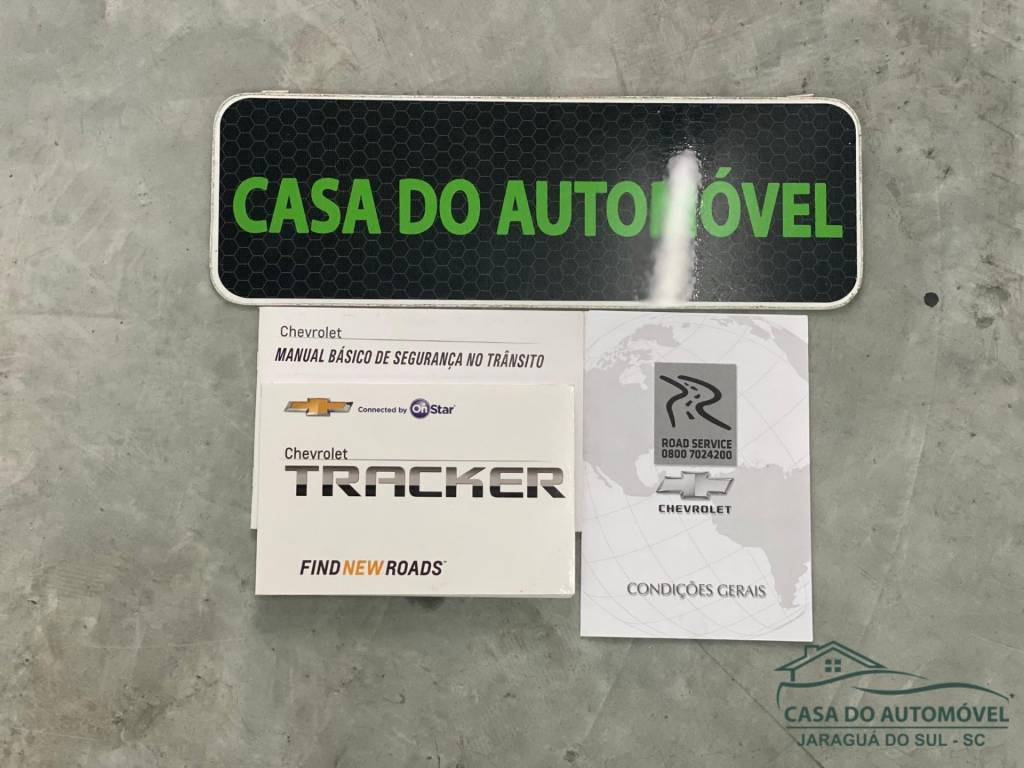 CASA DO AUTOMÓVEL
Chevrolet
MANUAL BÁSICO DE SEGURANÇA NO TRÂNSITO
Connected by OnStar
Chevrolet
TRACKER
FIND NEW ROADS
ROAD SERVICE
0800 7024200
CHEVROLET
CONDIÇÕES GERAIS
CASA DO AUTOMÓVEL
JARAGUÁ DO SUL - SC